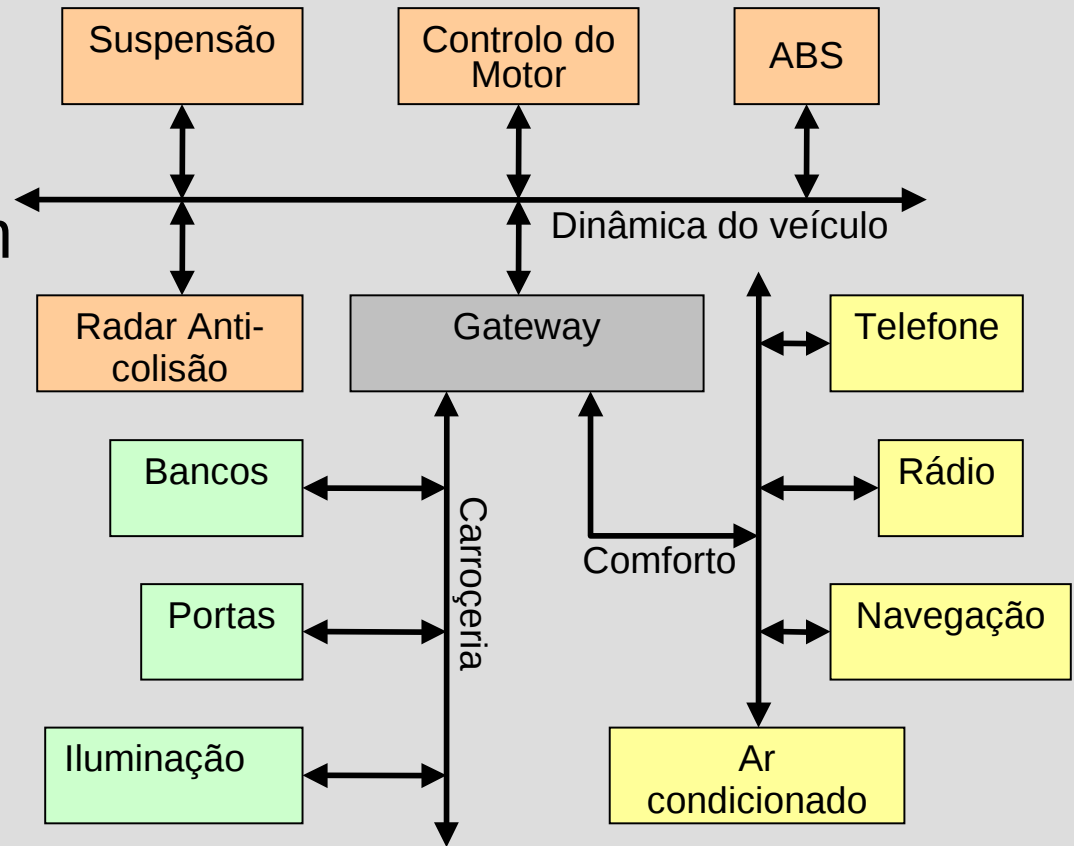 Suspensão
Controlo do
Motor
ABS
Dinâmica do veículo
Radar Anti-
colisão
Gateway
Telefone
Bancos
Rádio
Carroçeria
Comforto
Portas
Navegação
Iluminação
Ar
condicionado